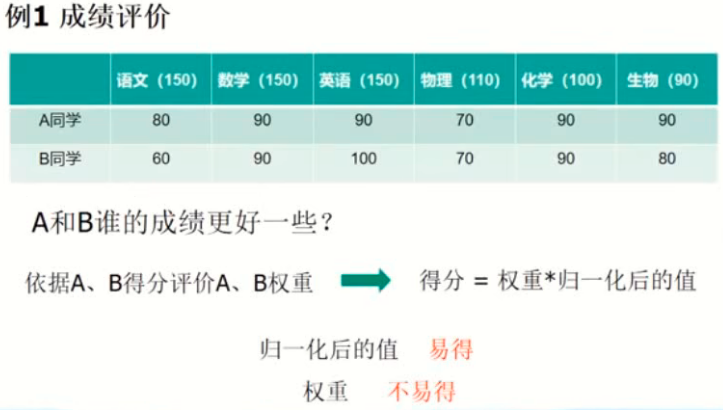 例1 成绩评价
语文（150） 数学（150） 英语（150） 物理（110） 化学（100） 生物（90）
A同学 80 90 90 70 90 90
B同学 60 90 100 70 90 80
A和B谁的成绩更好一些？
依据A、B得分评价A、B权重 得分 = 权重*归一化后的值
归一化后的值 易得
权重 不易得